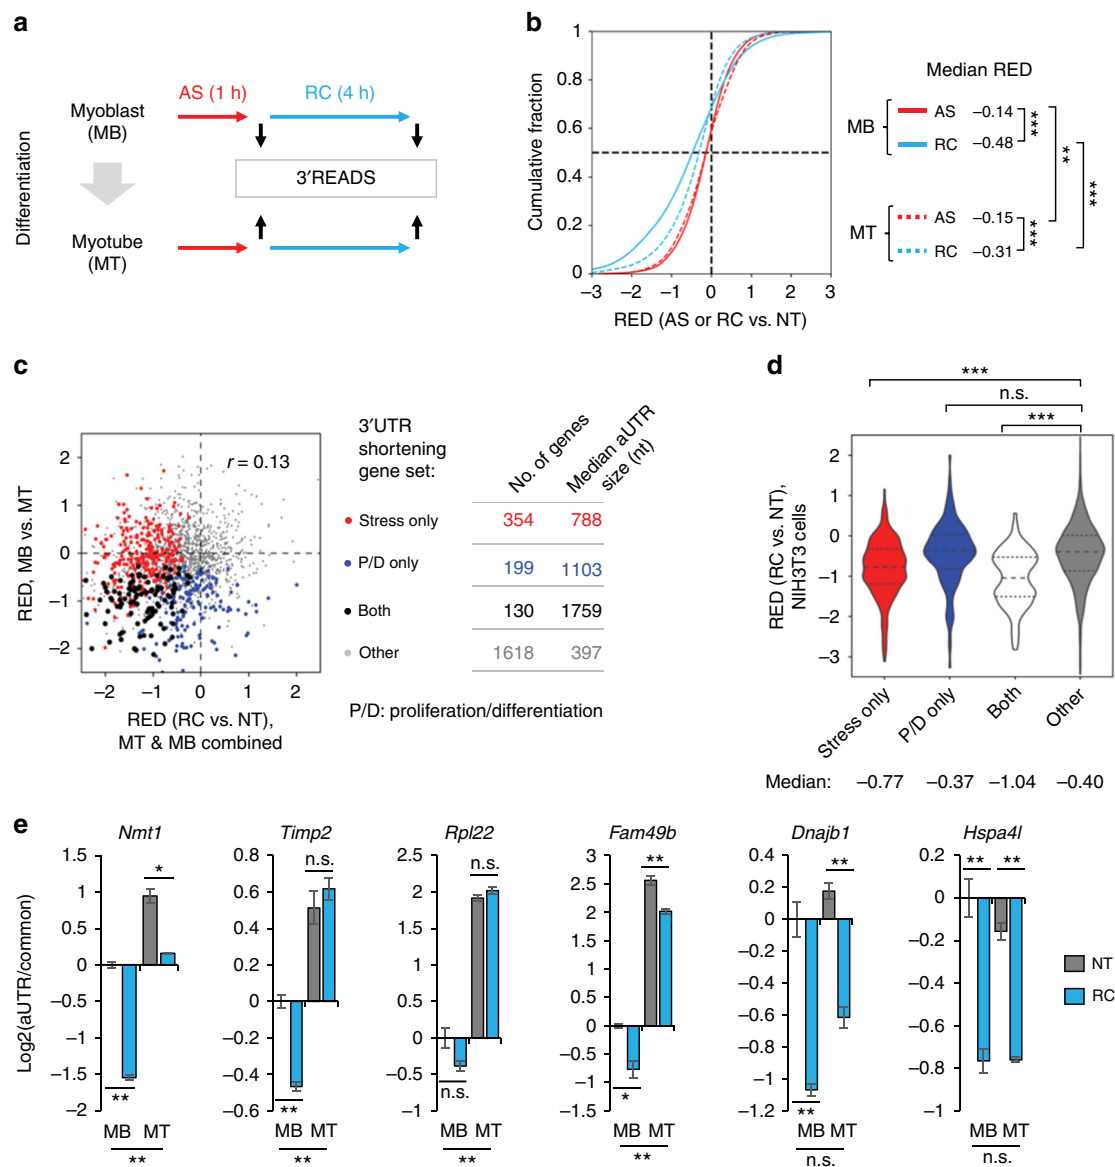 a
AS (1 h)
RC (4 h)
Differentiation
Myoblast
(MB)
3′READS
Myotube
(MT)
b
Cumulative fraction
1
0.8
0.6
0.4
0.2
0
−3 −2 −1 0 1 2 3
RED (AS or RC vs. NT)
Median RED
MB
AS −0.14
RC −0.48
***
MT
AS −0.15
RC −0.31
***
**
***
c
RED, MB vs. MT
2
1
0
−1
−2
r = 0.13
−2 −1 0 1 2
RED (RC vs. NT),
MT & MB combined
3′UTR
shortening
gene set:
No. of genes
Median aUTR
size (nt)
Stress only 354 788
P/D only 199 1103
Both 130 1759
Other 1618 397
P/D: proliferation/differentiation
d
***
n.s.
***
RED (RC vs. NT),
NIH3T3 cells
2
1
0
−1
−2
−3
Stress only
P/D only
Both
Other
Median: −0.77 −0.37 −1.04 −0.40
e
Log2(aUTR/common)
Nmt1
1.5
1
0.5
0
−0.5
−1
−1.5
−2
*
**
MB MT
**
Timp2
0.8
0.6
0.4
0.2
0
−0.2
−0.4
−0.6
n.s.
**
MB MT
**
Rpl22
2.5
2
1.5
1
0.5
0
−0.5
−1
n.s.
n.s.
MB MT
**
Fam49b
3
2.5
2
1.5
1
0.5
0
−0.5
−1
−1.5
**
*
MB MT
**
Dnajb1
0.4
0.2
0
−0.2
−0.4
−0.6
−0.8
−1
−1.2
**
**
MB MT
n.s.
Hspa4l
0.2
0
−0.2
−0.4
−0.6
−0.8
−1
** **
MB MT
n.s.
NT
RC